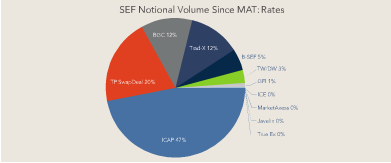 SEF Notional Volume Since MAT: Rates
BGC 12%
Trad-X 12%
B-SEF 5%
TW-DW 3%
GFI 1%
ICE 0%
MarketAxess 0%
Javelin 0%
True Ex 0%
TP SwapDeal 20%
ICAP 47%